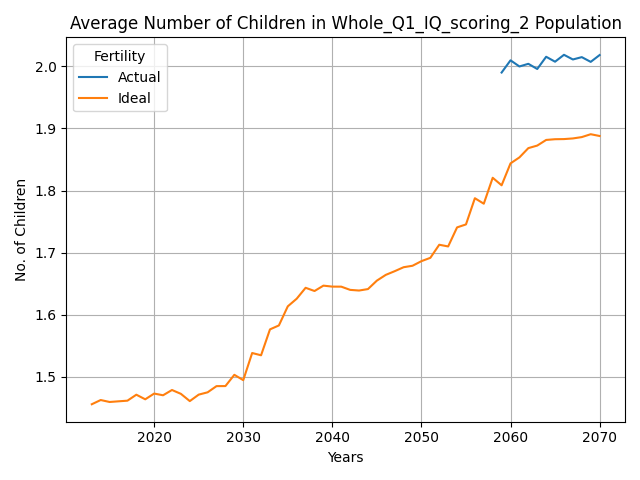 Average Number of Children in Whole_Q1_IQ_scoring_2 Population
Fertility
Actual
Ideal
No. of Children
2.0
1.9
1.8
1.7
1.6
1.5
2020
2030
2040
2050
2060
2070
Years